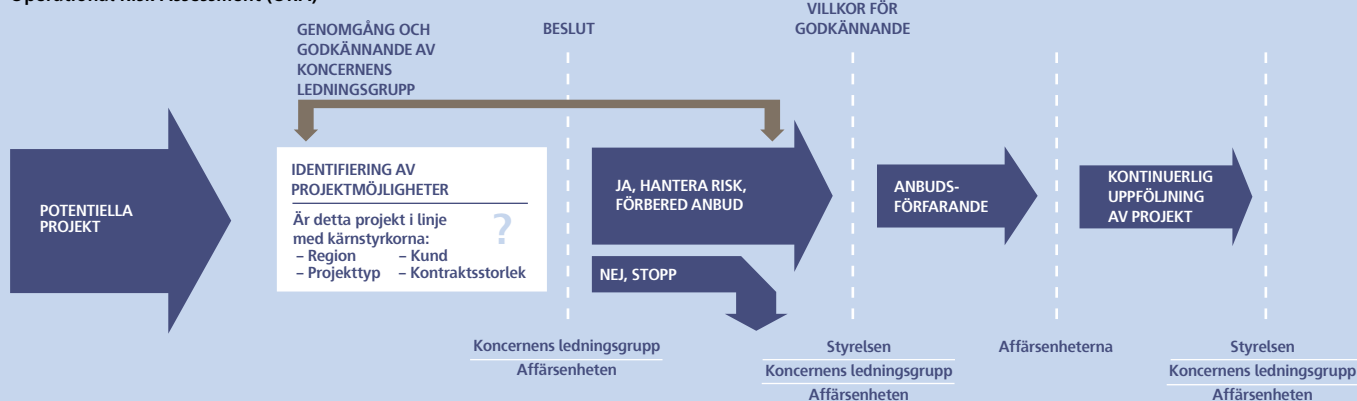 Operational Risk Assessment (ORA)
GENOMGÅNG OCH
GODKÄNNANDE AV
KONCERNENS
LEDNINGSGRUPP
BESLUT
VILLKOR FÖR
GODKÄNNANDE
POTENTIELLA
PROJEKT
IDENTIFIERING AV
PROJEKTMÖJLIGHETER
Är detta projekt i linje
med kärnstyrkorna:
– Region – Kund
– Projekttyp – Kontraktsstorlek
?
JA, HANTERA RISK,
FÖRBERED ANBUD
NEJ, STOPP
ANBUDS-
FÖRFARANDE
KONTINUERLIG
UPPFÖLJNING
AV PROJEKT
Koncernens ledningsgrupp
Affärsenheten
Styrelsen
Koncernens ledningsgrupp
Affärsenheten
Affärsenheterna
Styrelsen
Koncernens ledningsgrupp
Affärsenheten